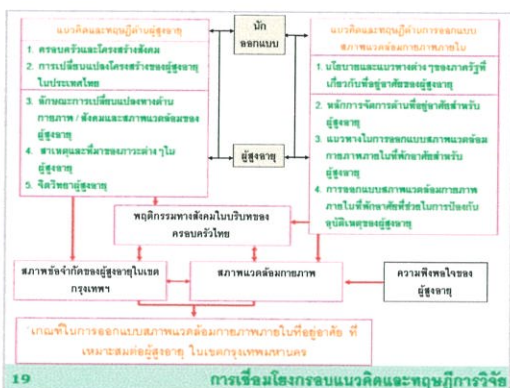 แนวคิดและทฤษฎีด้านผู้สูงอายุ
1. ครอบครัวและโครงสร้างสังคม
2. การเปลี่ยนแปลงโครงสร้างของผู้สูงอายุ
ในประเทศไทย
3. ลักษณะการเปลี่ยนแปลงทางด้าน
กายภาพ / สังคมและสภาพแวดล้อมของ
ผู้สูงอายุ
4. สาเหตุและที่มาของภาวะต่างๆใน
ผู้สูงอายุ
5. จิตวิทยาผู้สูงอายุ
นัก
ออกแบบ
ผู้สูงอายุ
แนวคิดและทฤษฎีด้านการออกแบบ
สภาพแวดล้อมกายภาพภายใน
1. นโยบายและแนวทางต่างๆของภาครัฐที่
เกี่ยวกับที่อยู่อาศัยของผู้สูงอายุ
2. หลักการจัดการด้านที่อยู่อาศัยสำหรับ
ผู้สูงอายุ
3. แนวทางในการออกแบบสภาพแวดล้อม
กายภาพภายในที่พักอาศัยสำหรับ
ผู้สูงอายุ
4. การออกแบบสภาพแวดล้อมกายภาพ
ภายในที่พักอาศัยที่ช่วยในการป้องกัน
อุบัติเหตุของผู้สูงอายุ
พฤติกรรมทางสังคมในบริบทของ
ครอบครัวไทย
สภาพข้อจำกัดของผู้สูงอายุในเขต
กรุงเทพฯ
สภาพแวดล้อมกายภาพ
ความพึงพอใจของ
ผู้สูงอายุ
"เกณฑ์ในการออกแบบสภาพแวดล้อมกายภาพภายในที่อยู่อาศัย ที่
เหมาะสมต่อผู้สูงอายุ ในเขตกรุงเทพมหานคร
19
การเชื่อมโยงกรอบแนวคิดและทฤษฎีการวิจัย